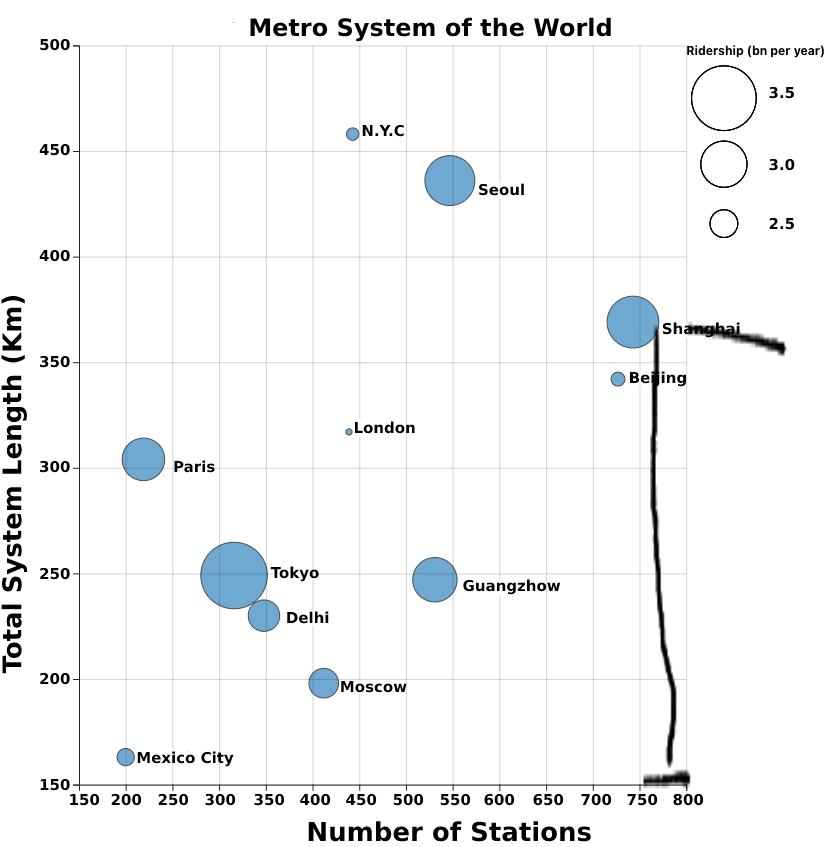 Metro System of the World
500
Ridership (bn per year)
3.5
N.Y.C
450
3.0
Seoul
2.5
400
Shanghai
350
Beijing
London
Paris
300
Tokyo
250
Guangzhow
Delhi
200
Moscow
Mexico City
150
150 200 250 300 350 400 450 500 550 600 650 700 750 800
Number of Stations
Total System Length (Km)